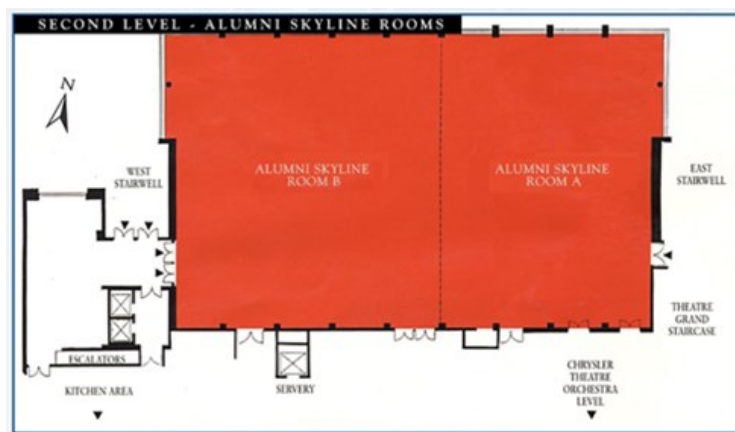 SECOND LEVEL - ALUMNI SKYLINE ROOMS
N
WEST
STAIRWELL
ALUMNI SKYLINE
ROOM B
ALUMNI SKYLINE
ROOM A
EAST
STAIRWELL
THEATRE
GRAND
STAIRCASE
ESCALATORS
KITCHEN AREA
SERVERY
CHRYSLER
THEATRE
ORCHESTRA
LEVEL